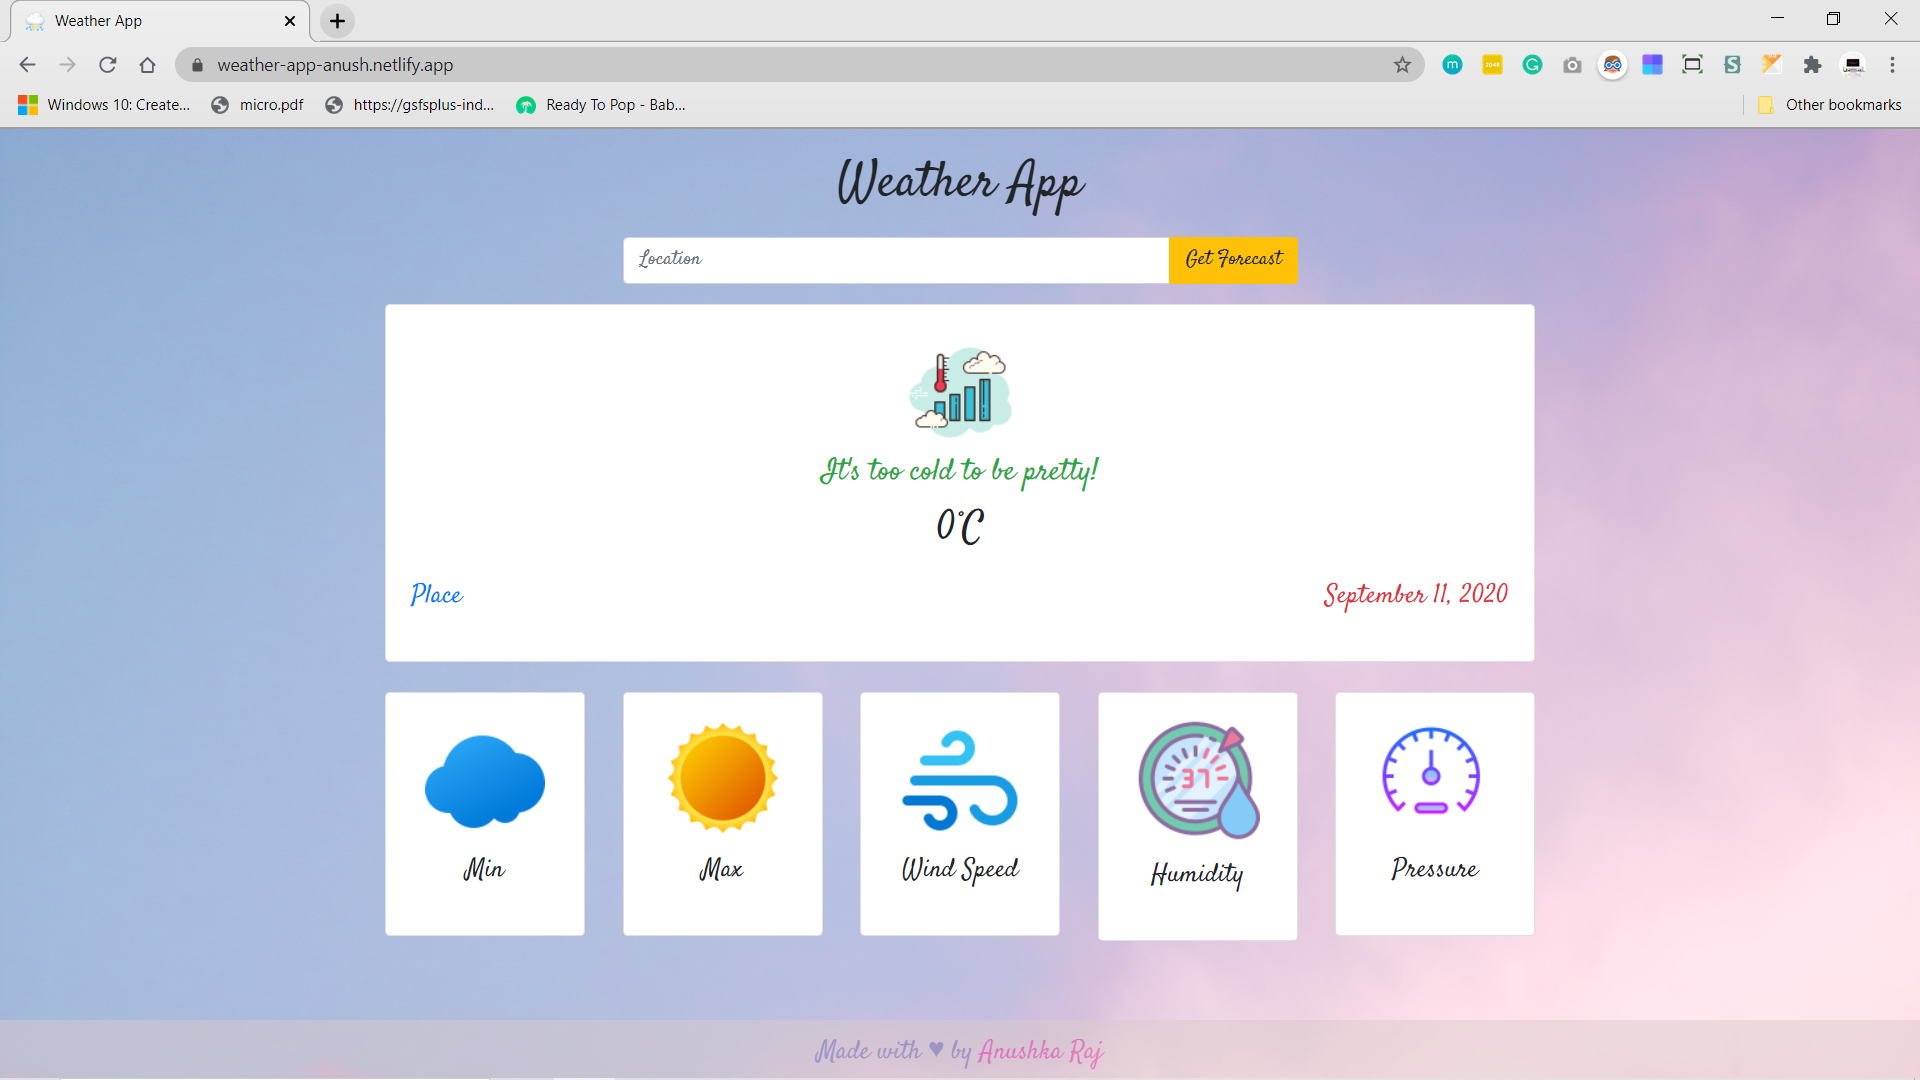 Weather App
weather-app-anush.netlify.app
Windows 10: Create...
micro.pdf
https://gsfsplus-ind...
Ready To Pop - Bab...
Other bookmarks
Weather App
Location
Get Forecast
It's too cold to be pretty!
0°C
Place
September 11, 2020
37
Min
Max
Wind Speed
Humidity
Pressure
Made with ♥ by Anushka Raj